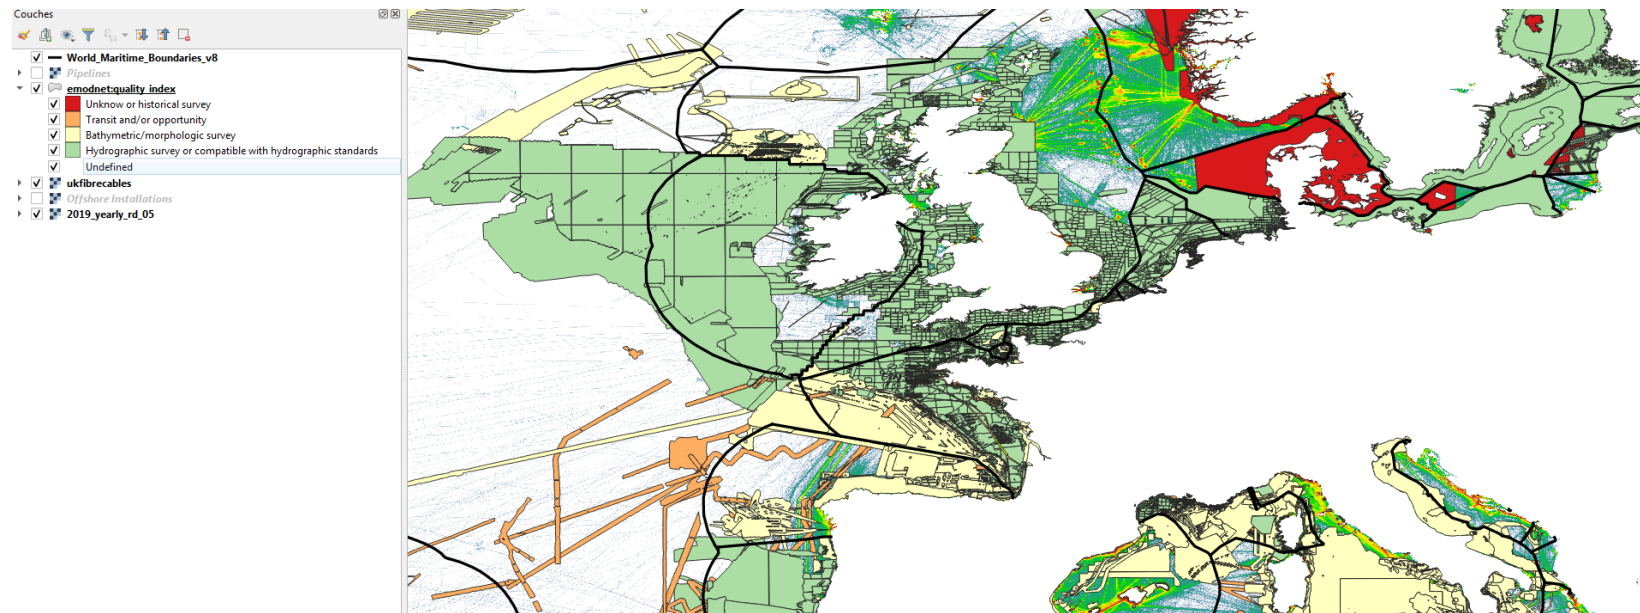 Couches
World_Maritime_Boundaries_v8
Pipelines
emodnet:quality_index
Unknow or historical survey
Transit and/or opportunity
Bathymetric/morphologic survey
Hydrographic survey or compatible with hydrographic standards
Undefined
ukfibrecables
Offshore Installations
2019_yearly_rd_05